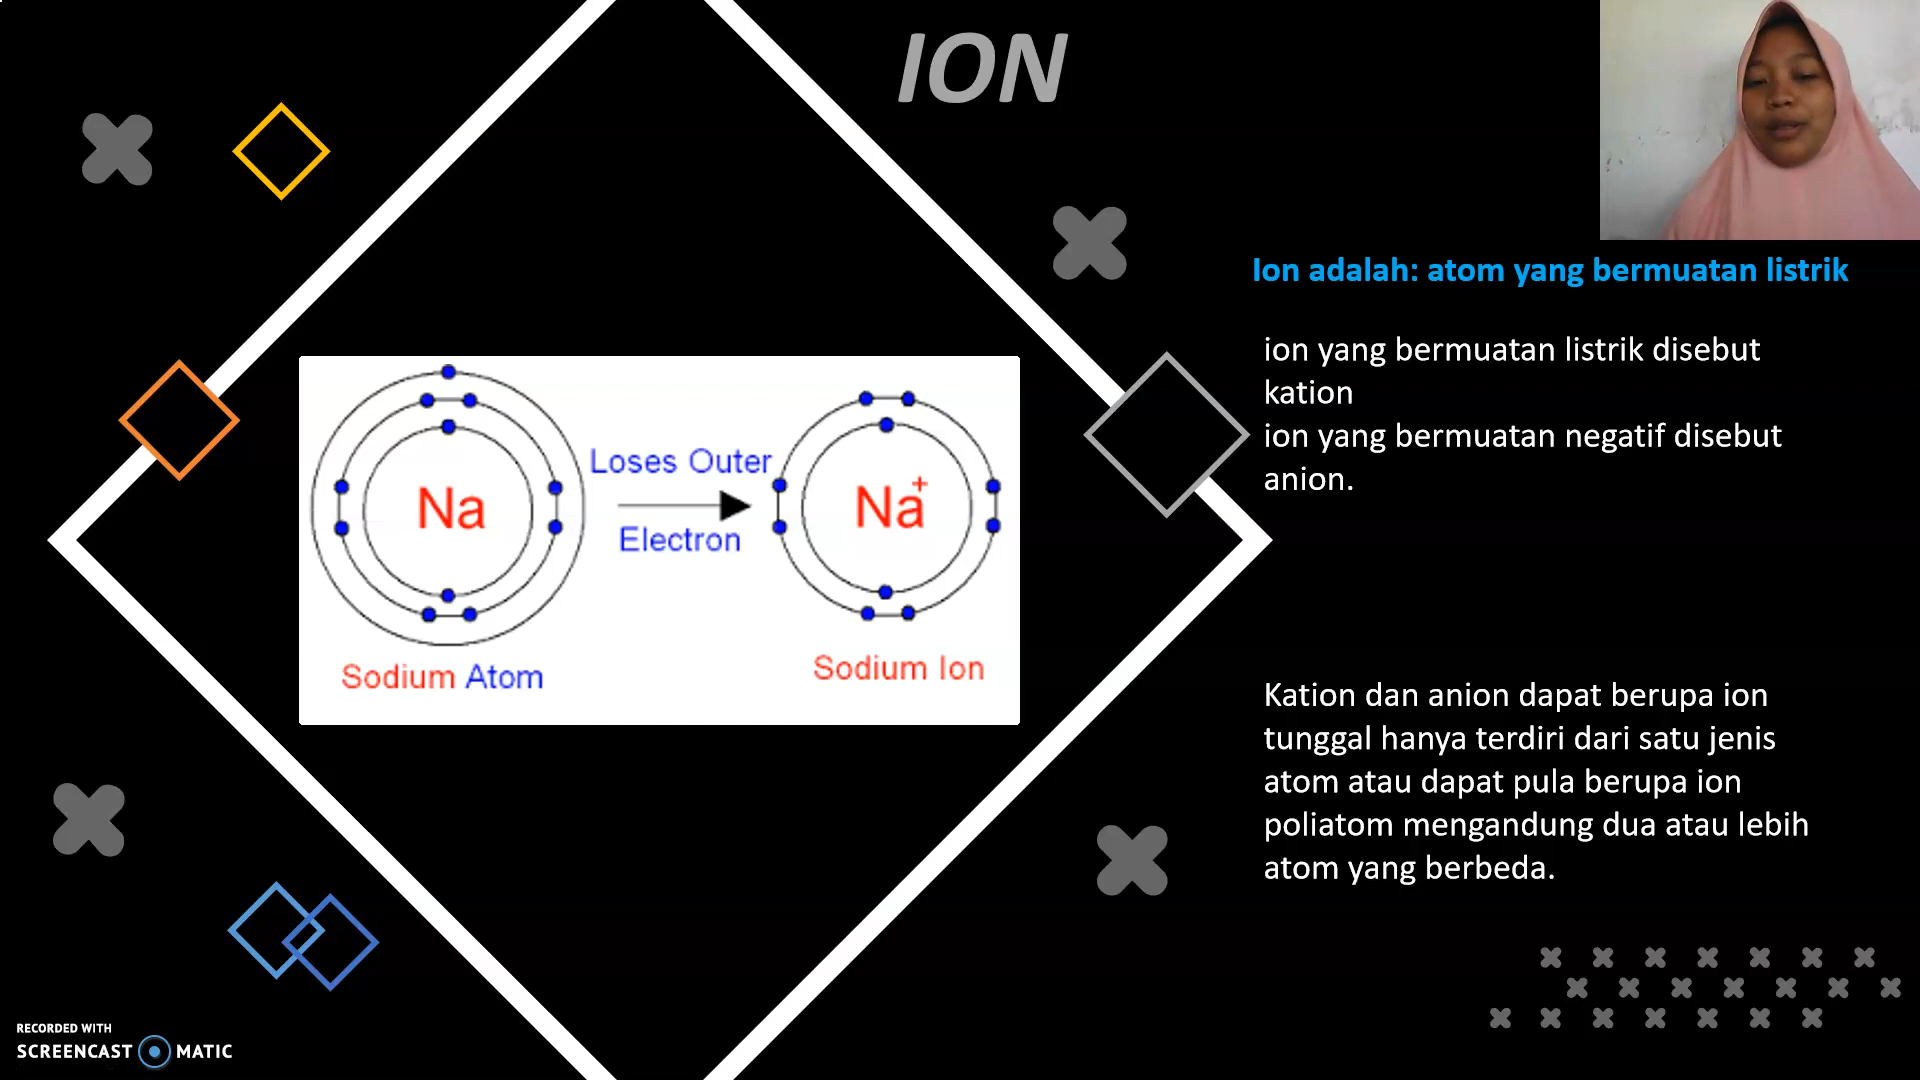 ION
Ion adalah: atom yang bermuatan listrik
ion yang bermuatan listrik disebut
kation
ion yang bermuatan negatif disebut
anion.
Loses Outer
Electron
Na
Na+
Sodium Atom
Sodium Ion
Kation dan anion dapat berupa ion
tunggal hanya terdiri dari satu jenis
atom atau dapat pula berupa ion
poliatom mengandung dua atau lebih
atom yang berbeda.
RECORDED WITH
SCREENCAST MATIC